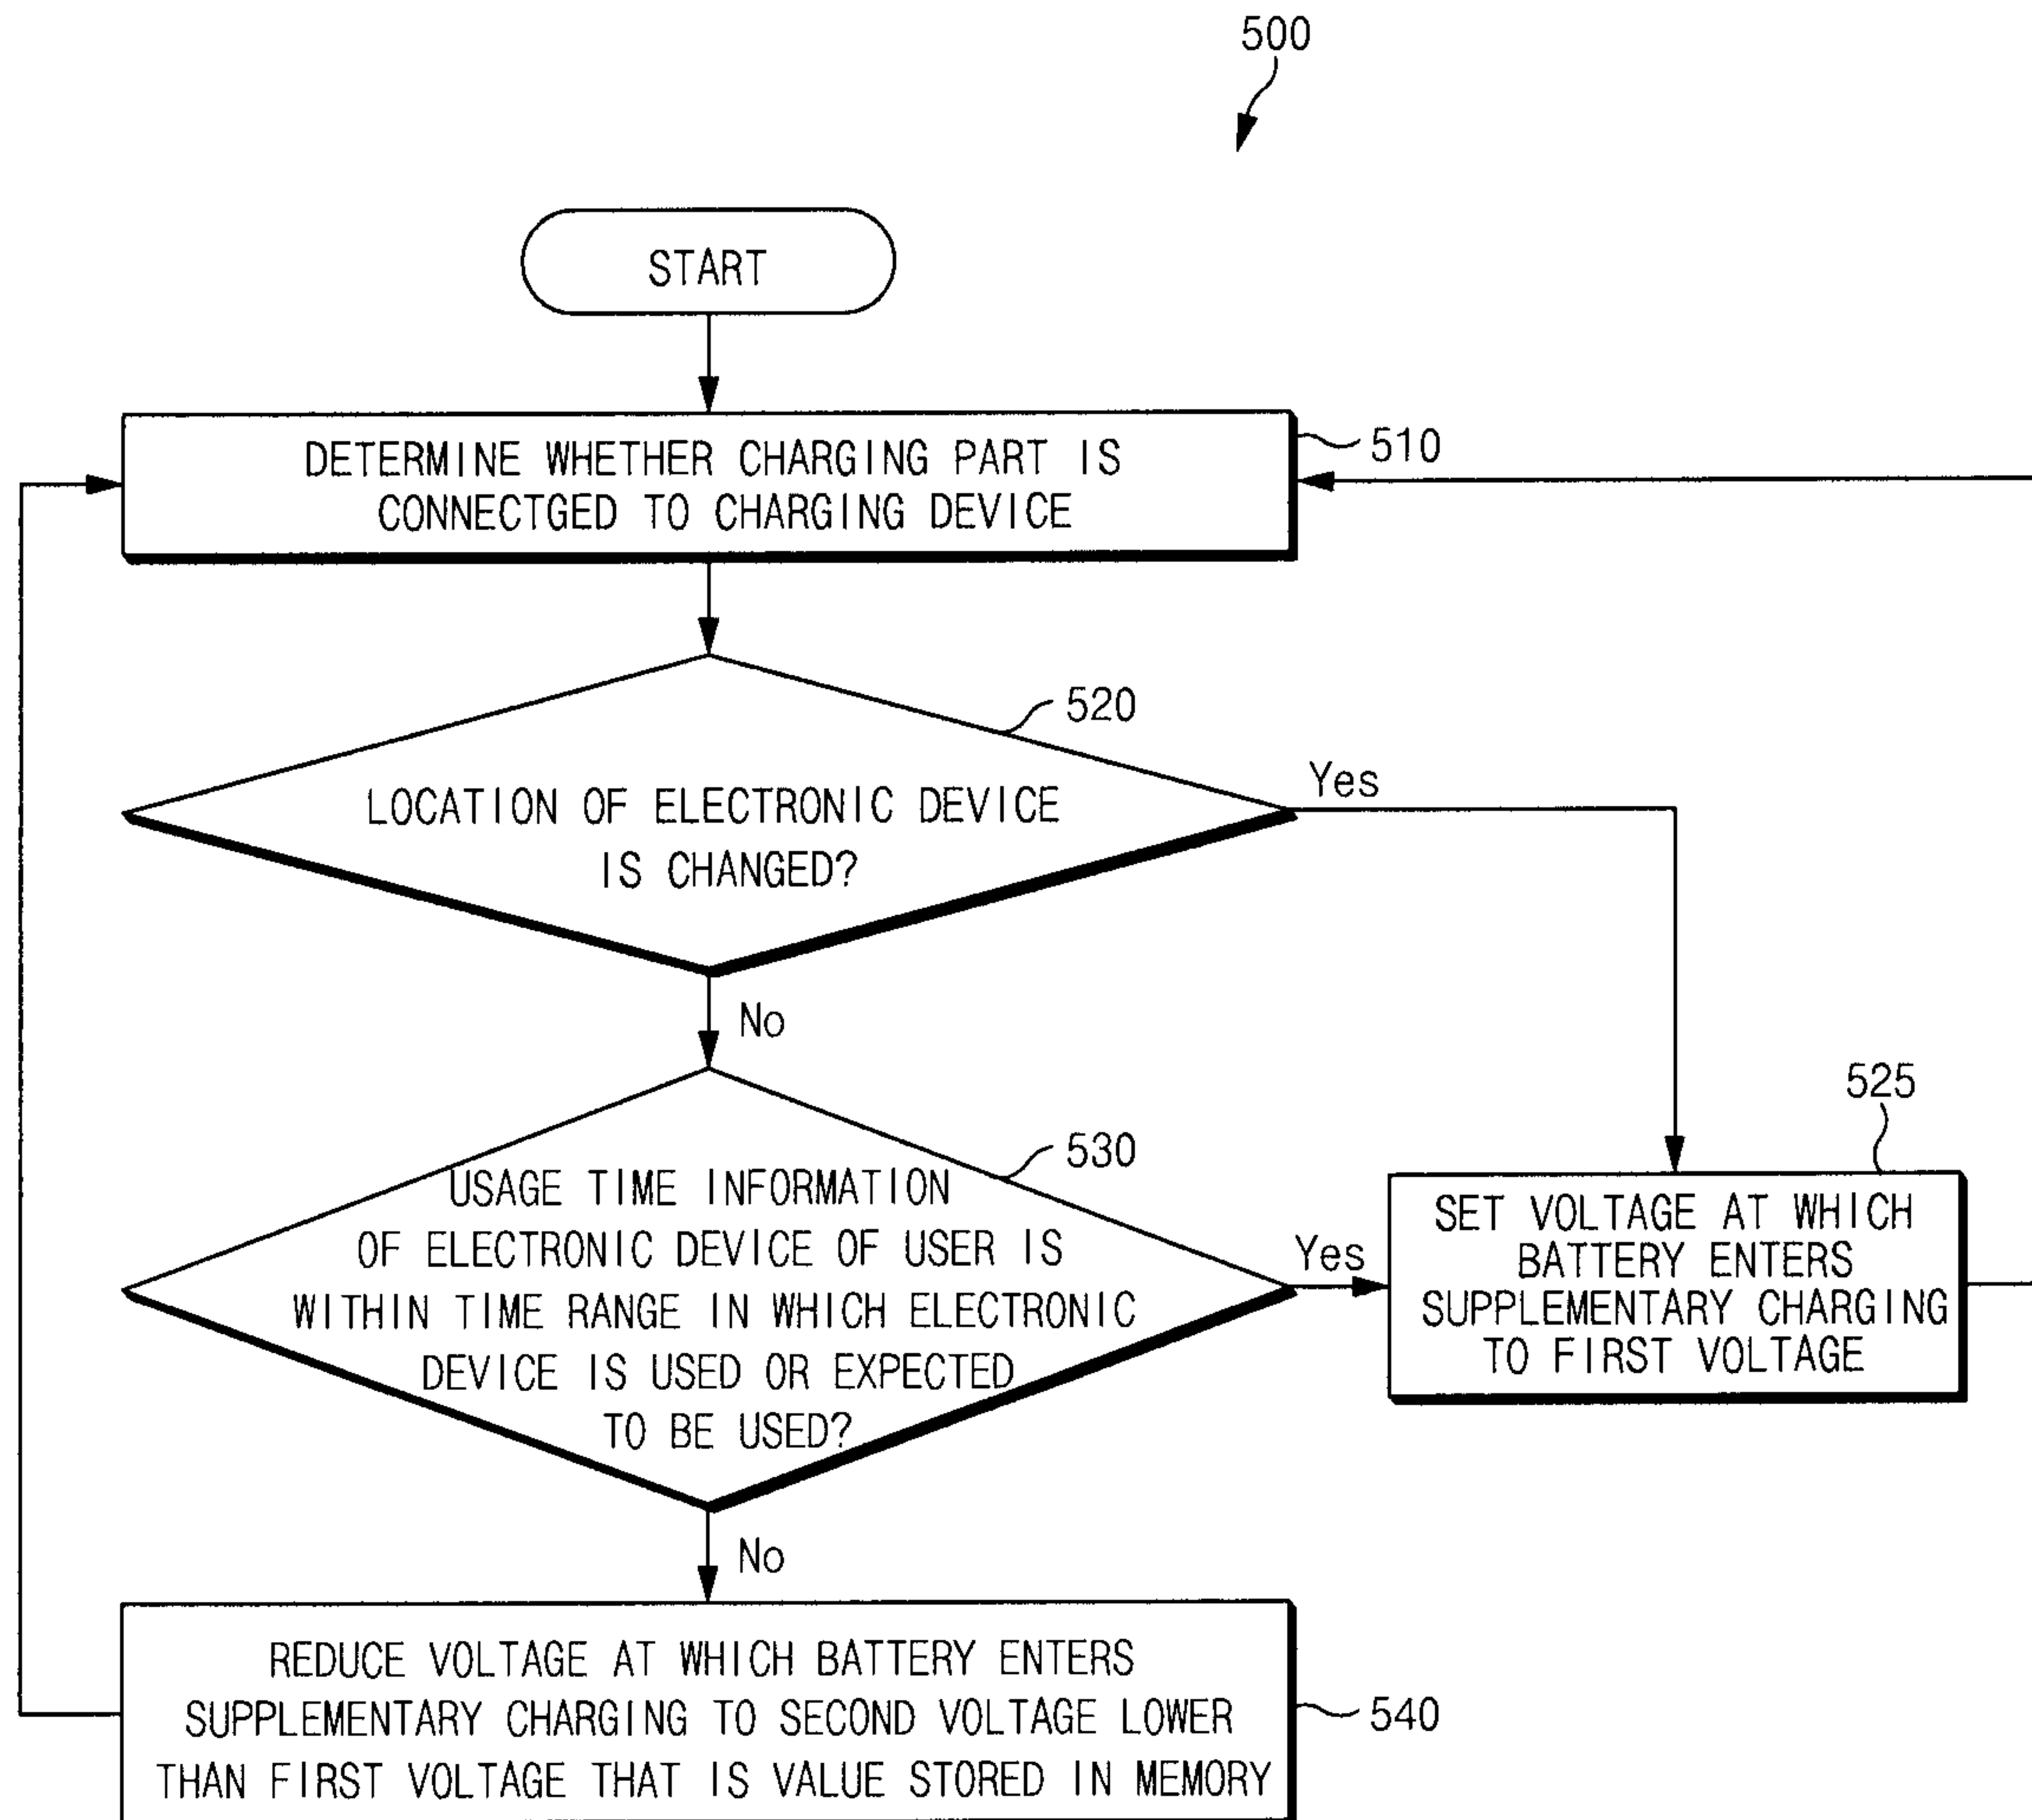 500
START
DETERMINE WHETHER CHARGING PART IS
CONNECTGED TO CHARGING DEVICE
510
520
LOCATION OF ELECTRONIC DEVICE
IS CHANGED?
Yes
No
530
USAGE TIME INFORMATION
OF ELECTRONIC DEVICE OF USER IS
WITHIN TIME RANGE IN WHICH ELECTRONIC
DEVICE IS USED OR EXPECTED
TO BE USED?
Yes
525
SET VOLTAGE AT WHICH
BATTERY ENTERS
SUPPLEMENTARY CHARGING
TO FIRST VOLTAGE
No
REDUCE VOLTAGE AT WHICH BATTERY ENTERS
SUPPLEMENTARY CHARGING TO SECOND VOLTAGE LOWER
THAN FIRST VOLTAGE THAT IS VALUE STORED IN MEMORY
540